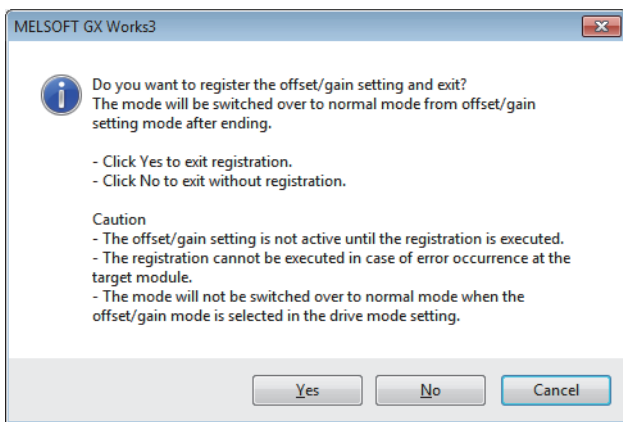 MELSOFT GX Works3
Do you want to register the offset/gain setting and exit?
The mode will be switched over to normal mode from offset/gain
setting mode after ending.
- Click Yes to exit registration.
- Click No to exit without registration.
Caution
- The offset/gain setting is not active until the registration is executed.
- The registration cannot be executed in case of error occurrence at the
target module.
- The mode will not be switched over to normal mode when the
offset/gain mode is selected in the drive mode setting.
Yes No Cancel